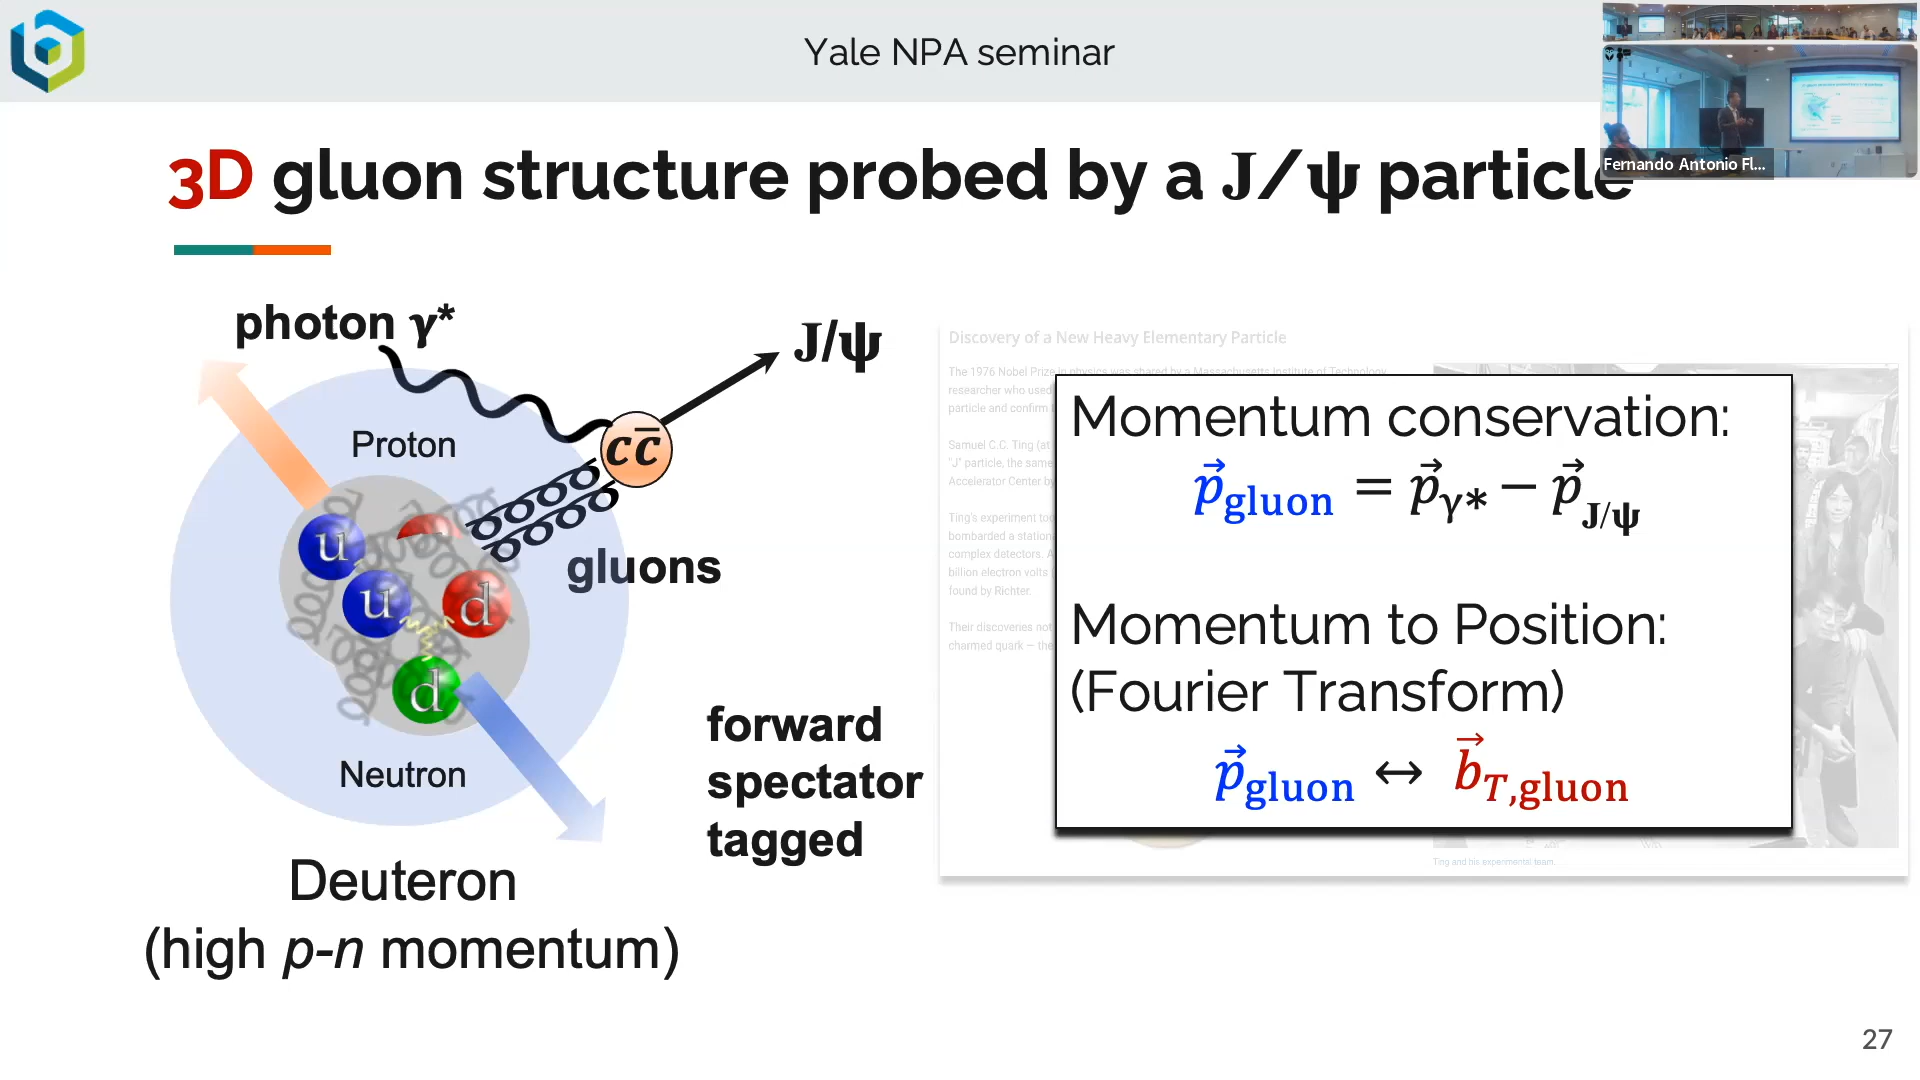 Yale NPA seminar
Fernando Antonio Fl...
3D gluon structure probed by a J/ψ particle
photon γ*
J/ψ
Proton
cc̄
gluons
u
u
d
d
Neutron
forward
spectator
tagged
Deuteron
(high p-n momentum)
Discovery of a New Heavy Elementary Particle
The 1976 Nobel Prize in physics was shared by a Massachusetts Institute of Technology
researcher who used
particle and confirm
Samuel C.C. Ting (at
"J" particle, the same
Accelerator Center by
Ting's experiment too
bombarded a station
complex detectors. A
billion electron volts
found by Richter.
Their discoveries not
charmed quark — the
Ting and his experimental team.
Momentum conservation:
p⃗gluon = p⃗γ* − p⃗J/ψ
Momentum to Position:
(Fourier Transform)
p⃗gluon ↔ b⃗T,gluon
27